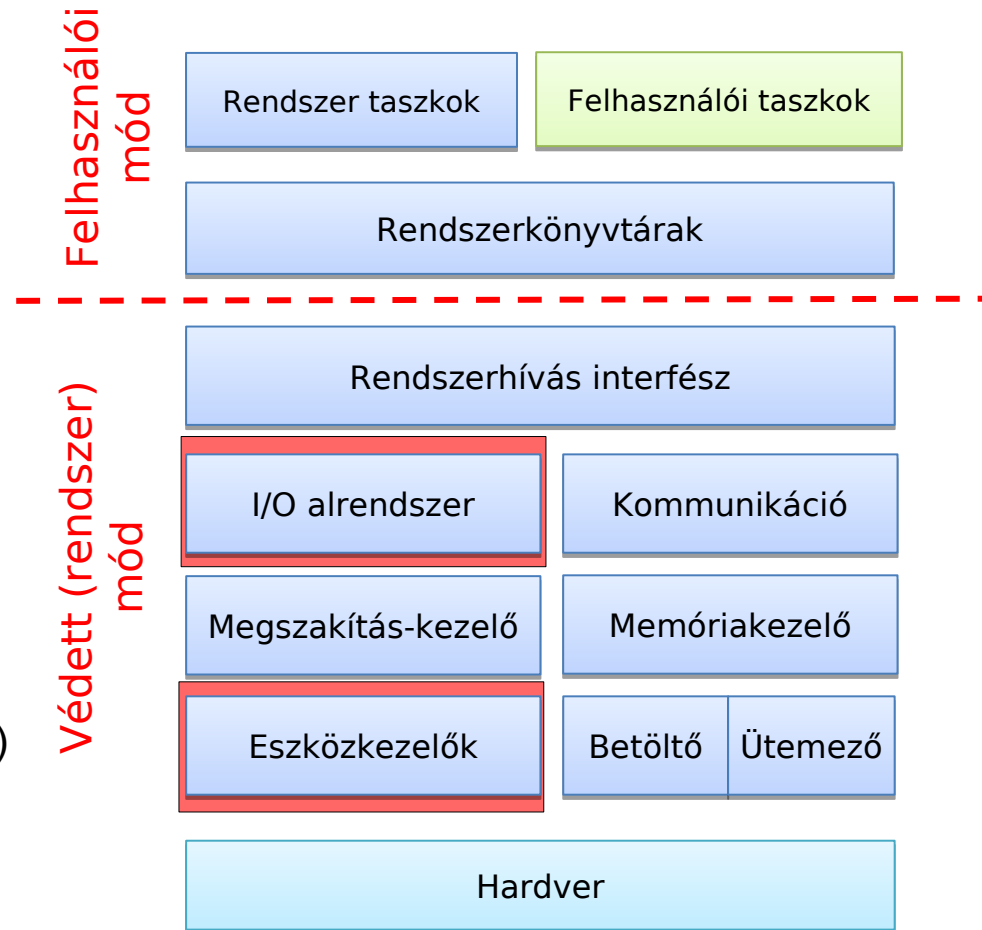 Felhasználói
mód
Rendszer taszkok
Felhasználói taszkok
Rendszerkönyvtárak
Védett (rendszer)
mód
Rendszerhívás interfész
I/O alrendszer
Kommunikáció
Megszakítás-kezelő
Memóriakezelő
)
Eszközkezelők
Betöltő
Ütemező
Hardver